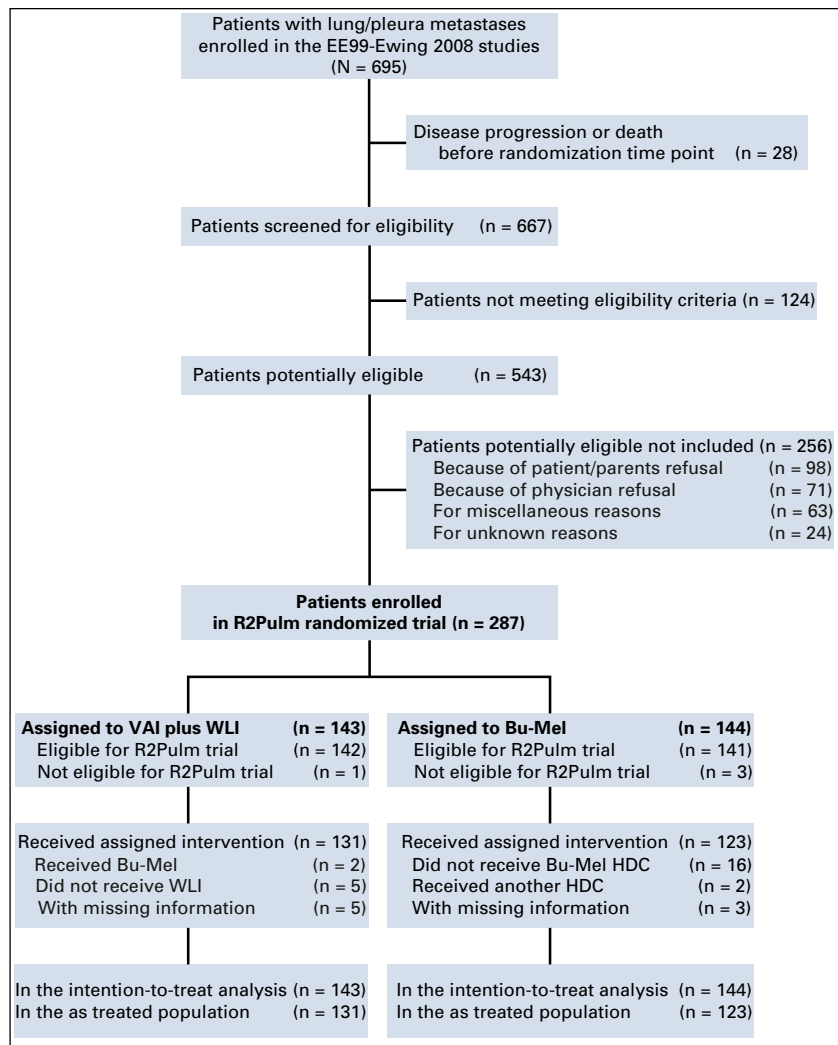 Patients with lung/pleura metastases
enrolled in the EE99-Ewing 2008 studies
(N = 695)
Disease progression or death
before randomization time point (n = 28)
Patients screened for eligibility (n = 667)
Patients not meeting eligibility criteria (n = 124)
Patients potentially eligible (n = 543)
Patients potentially eligible not included (n = 256)
Because of patient/parents refusal (n = 98)
Because of physician refusal (n = 71)
For miscellaneous reasons (n = 63)
For unknown reasons (n = 24)
Patients enrolled
in R2Pulm randomized trial (n = 287)
Assigned to VAI plus WLI (n = 143)
Eligible for R2Pulm trial (n = 142)
Not eligible for R2Pulm trial (n = 1)
Assigned to Bu-Mel (n = 144)
Eligible for R2Pulm trial (n = 141)
Not eligible for R2Pulm trial (n = 3)
Received assigned intervention (n = 131)
Received Bu-Mel (n = 2)
Did not receive WLI (n = 5)
With missing information (n = 5)
Received assigned intervention (n = 123)
Did not receive Bu-Mel HDC (n = 16)
Received another HDC (n = 2)
With missing information (n = 3)
In the intention-to-treat analysis (n = 143)
In the as treated population (n = 131)
In the intention-to-treat analysis (n = 144)
In the as treated population (n = 123)